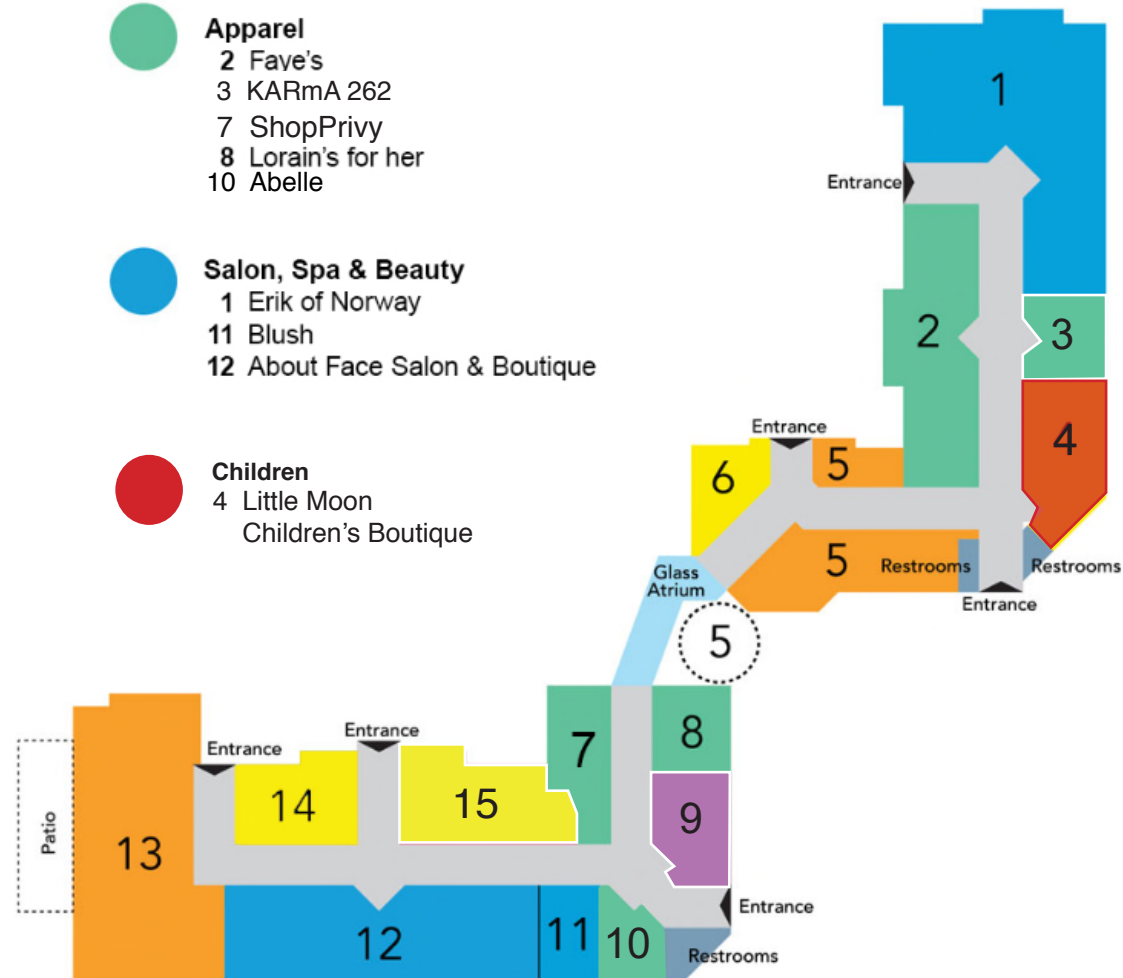 Apparel
2 Faye's
3 KARmA 262
7 ShopPrivy
8 Lorain's for her
10 Abelle
Salon, Spa & Beauty
1 Erik of Norway
11 Blush
12 About Face Salon & Boutique
Children
4 Little Moon
Children's Boutique
1
Entrance
2
3
4
Entrance
6
5
5
Restrooms
Restrooms
Entrance
Glass
Atrium
5
7
8
9
Entrance
Entrance
14
15
Patio
13
12
11
10
Entrance
Restrooms